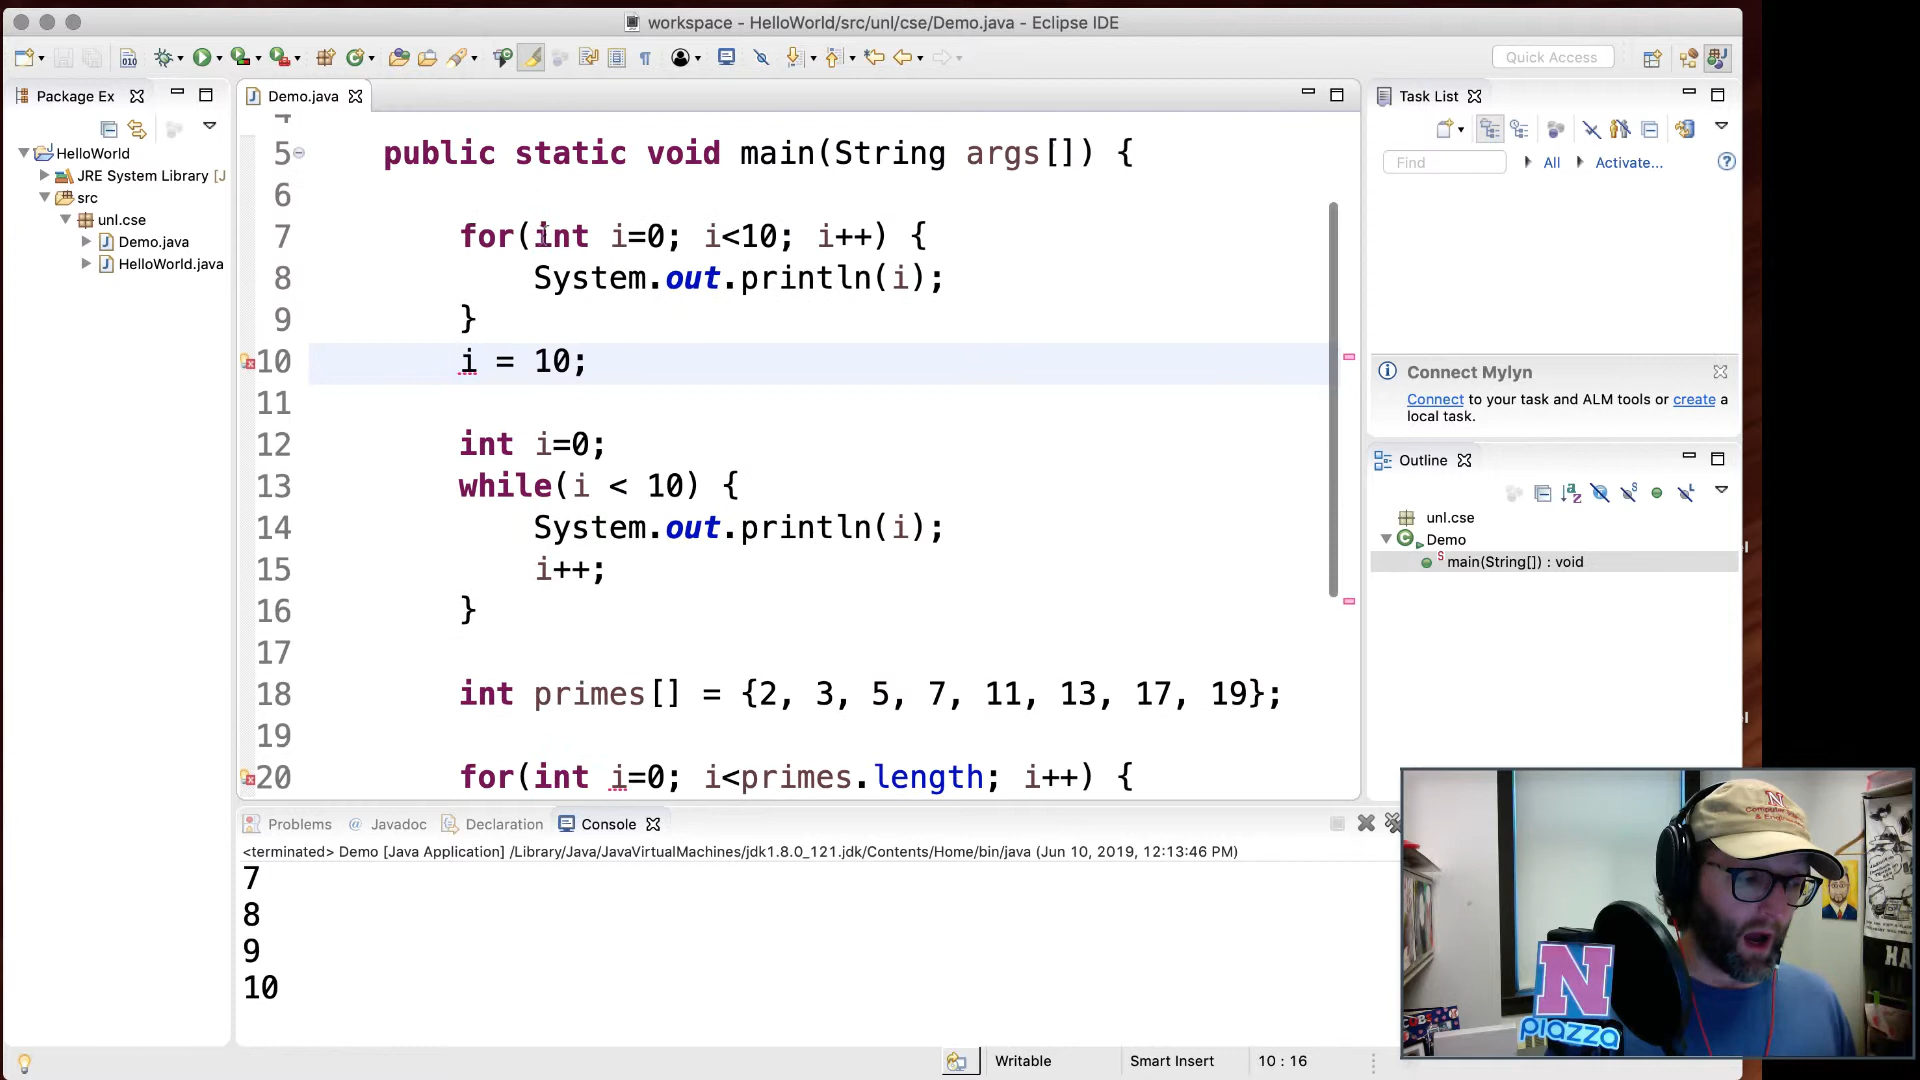 workspace - HelloWorld/src/unl/cse/Demo.java - Eclipse IDE
Quick Access
Package Ex
Demo.java
Task List
HelloWorld
JRE System Library [J
src
unl.cse
Demo.java
HelloWorld.java
4
5 public static void main(String args[]) {
6
7 for(int i=0; i<10; i++) {
8 System.out.println(i);
9 }
10 i = 10;
11
12 int i=0;
13 while(i < 10) {
14 System.out.println(i);
15 i++;
16 }
17
18 int primes[] = {2, 3, 5, 7, 11, 13, 17, 19};
19
20 for(int i=0; i<primes.length; i++) {
Find
All
Activate...
Connect Mylyn
Connect to your task and ALM tools or create a
local task.
Outline
unl.cse
Demo
main(String[]) : void
Problems
Javadoc
Declaration
Console
<terminated> Demo [Java Application] /Library/Java/JavaVirtualMachines/jdk1.8.0_121.jdk/Contents/Home/bin/java (Jun 10, 2019, 12:13:46 PM)
7
8
9
10
Writable
Smart Insert
10 : 16
N
piazza